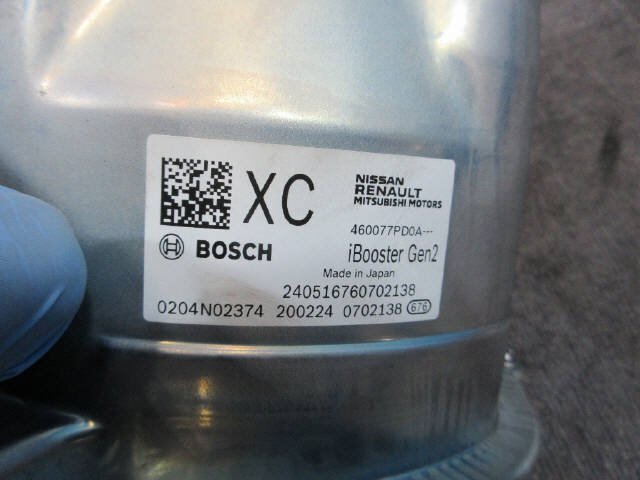 XC
NISSAN
RENAULT
MITSUBISHI MOTORS
460077PD0A---
BOSCH
iBooster Gen2
Made in Japan
240516760702138
0204N02374 200224 0702138 676